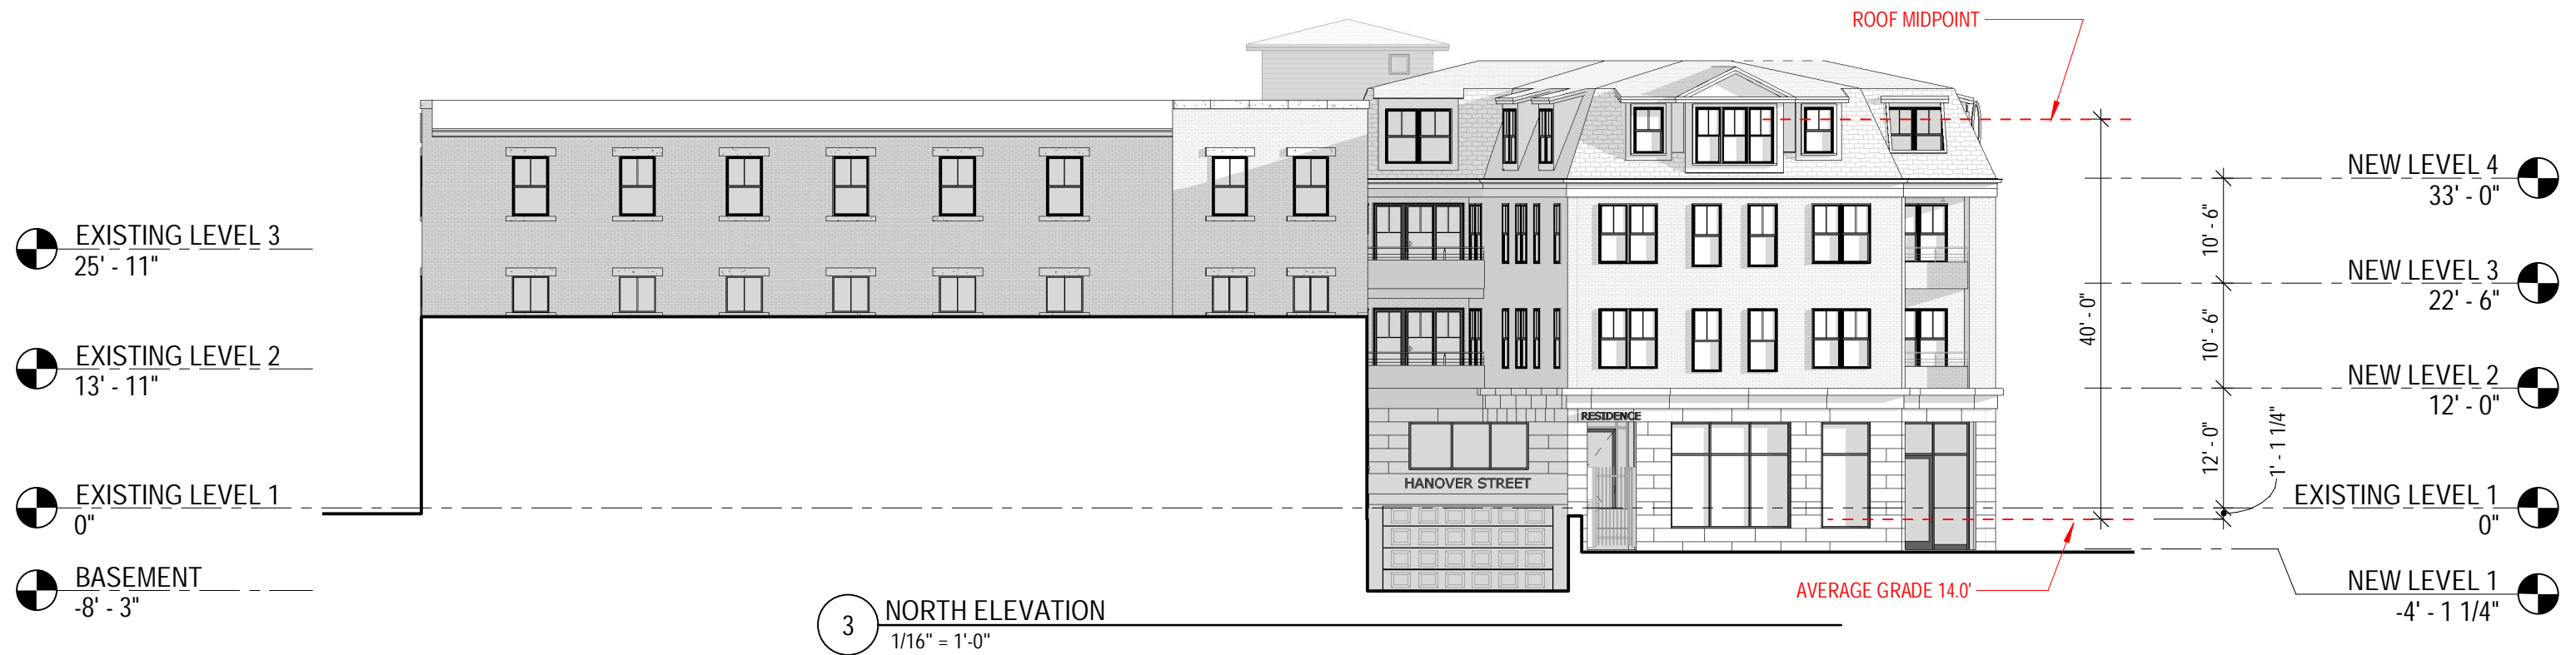 ROOF MIDPOINT
EXISTING LEVEL 3
25' - 11"
EXISTING LEVEL 2
13' - 11"
EXISTING LEVEL 1
0"
BASEMENT
-8' - 3"
RESIDENCE
HANOVER STREET
40' - 0"
10' - 6"
10' - 6"
12' - 0"
1' - 1 1/4"
NEW LEVEL 4
33' - 0"
NEW LEVEL 3
22' - 6"
NEW LEVEL 2
12' - 0"
EXISTING LEVEL 1
0"
NEW LEVEL 1
-4' - 1 1/4"
AVERAGE GRADE 14.0'
3
NORTH ELEVATION
1/16" = 1'-0"